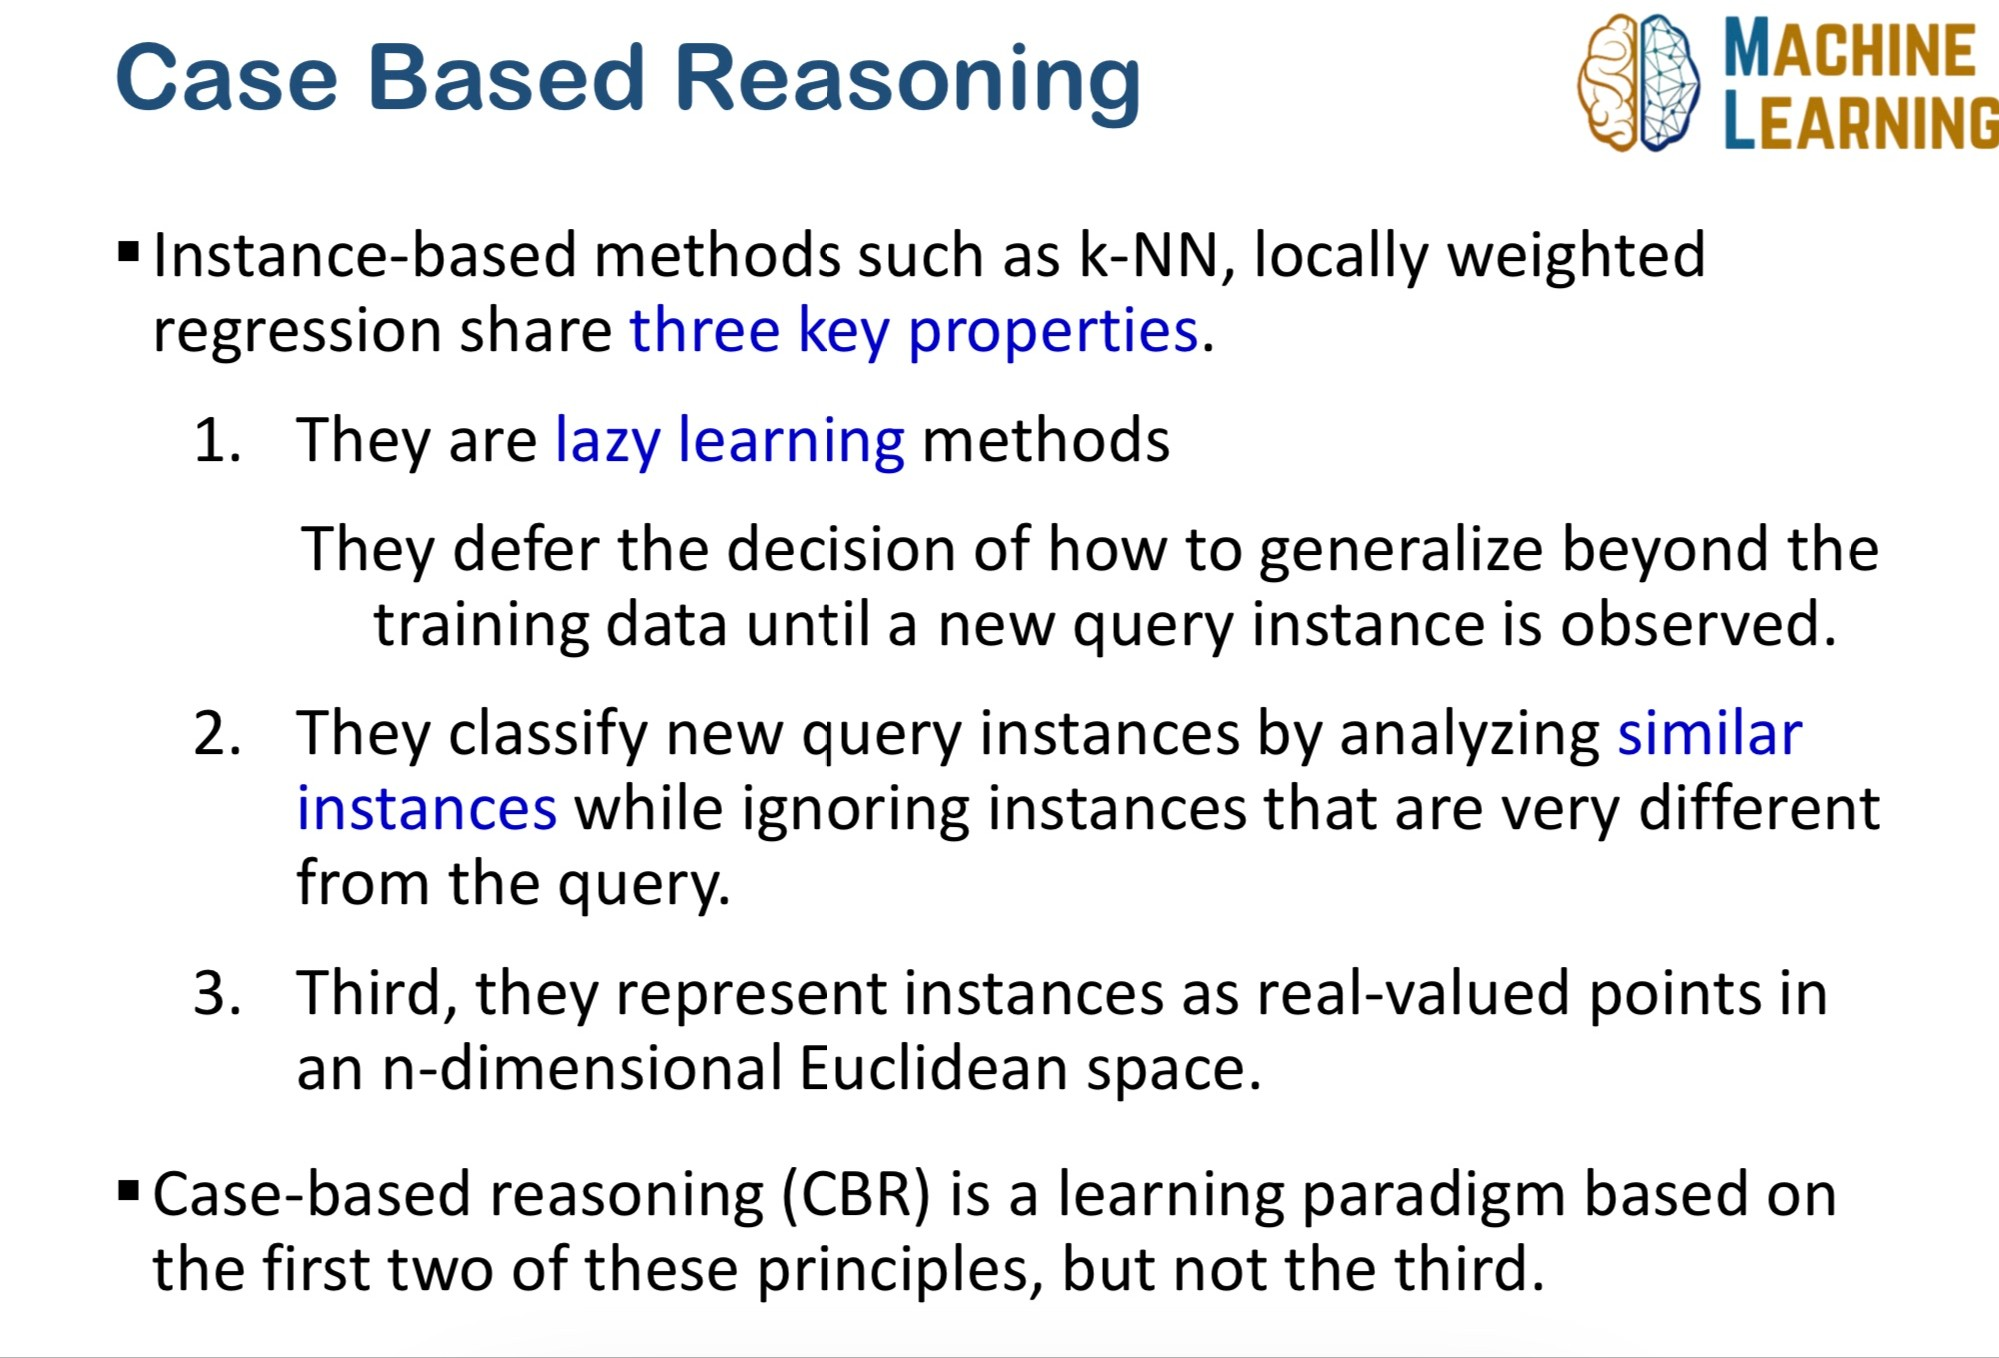 Case Based Reasoning
MACHINE
LEARNING
▪ Instance-based methods such as k-NN, locally weighted
regression share three key properties.
1. They are lazy learning methods
They defer the decision of how to generalize beyond the
training data until a new query instance is observed.
2. They classify new query instances by analyzing similar
instances while ignoring instances that are very different
from the query.
3. Third, they represent instances as real-valued points in
an n-dimensional Euclidean space.
▪ Case-based reasoning (CBR) is a learning paradigm based on
the first two of these principles, but not the third.